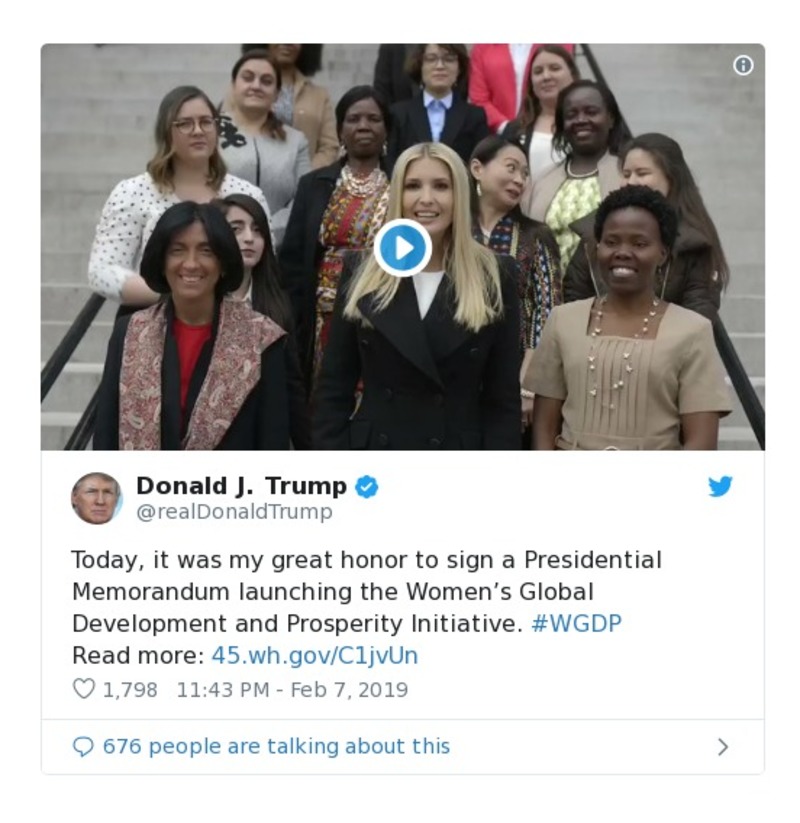 Donald J. Trump
@realDonaldTrump
Today, it was my great honor to sign a Presidential
Memorandum launching the Women’s Global
Development and Prosperity Initiative. #WGDP
Read more: 45.wh.gov/C1jvUn
1,798 11:43 PM - Feb 7, 2019
676 people are talking about this